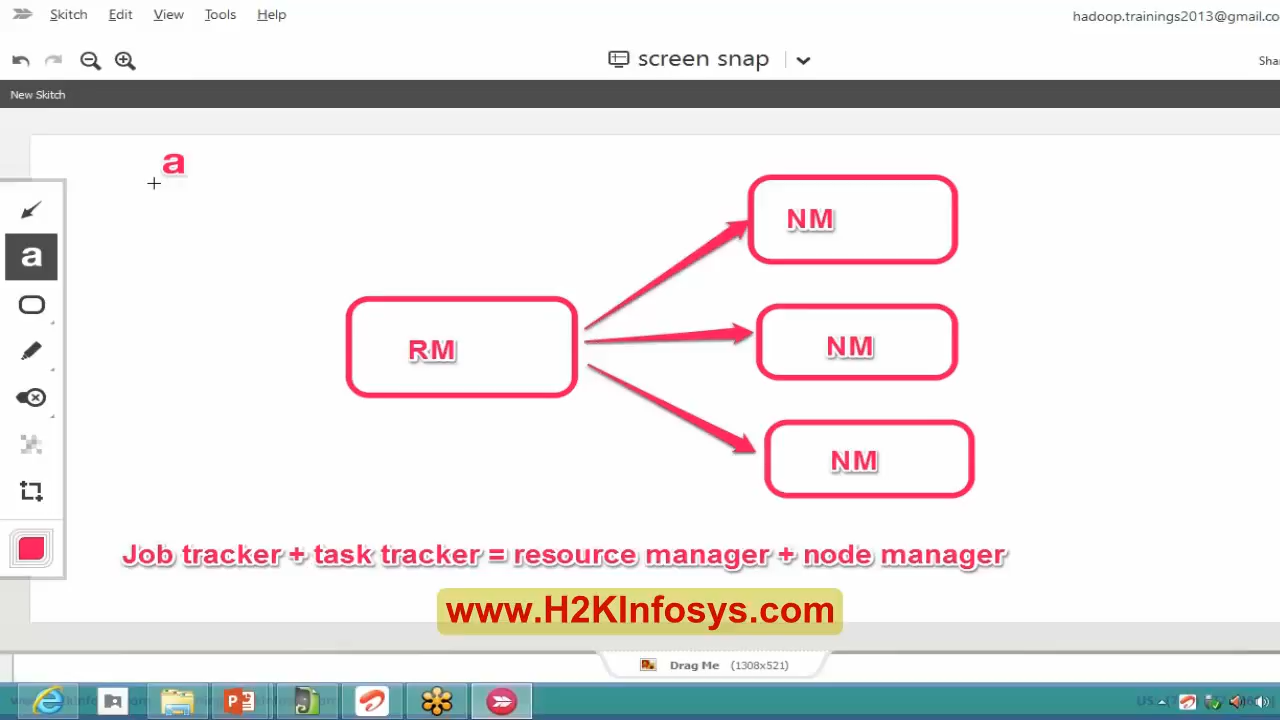 Skitch Edit View Tools Help
hadoop.trainings2013@gmail.co
screen snap
Sha
New Skitch
a
a
NM
RM
NM
NM
Job tracker + task tracker = resource manager + node manager
www.H2KInfosys.com
Drag Me (1308x521)